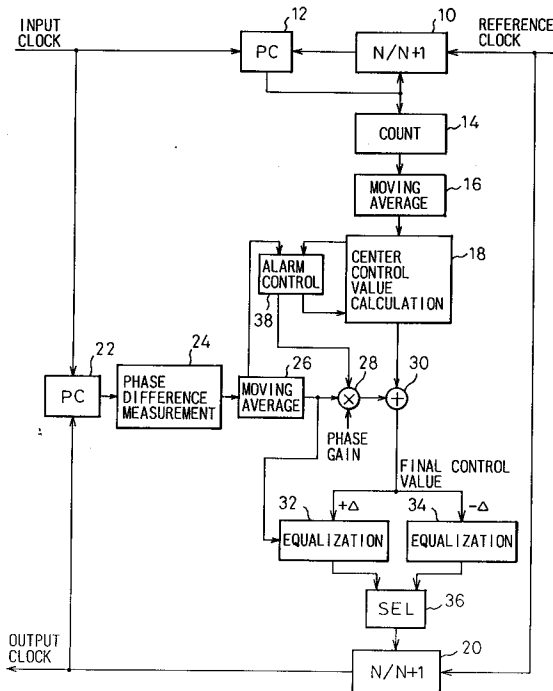 INPUT
CLOCK
12
PC
10
N/N+1
REFERENCE
CLOCK
14
COUNT
16
MOVING
AVERAGE
18
CENTER
CONTROL
VALUE
CALCULATION
ALARM
CONTROL
38
22
PC
24
PHASE
DIFFERENCE
MEASUREMENT
26
MOVING
AVERAGE
×
28
+
30
PHASE
GAIN
FINAL CONTROL
VALUE
32
+Δ
EQUALIZATION
34
-Δ
EQUALIZATION
SEL
36
OUTPUT
CLOCK
20
N/N+1